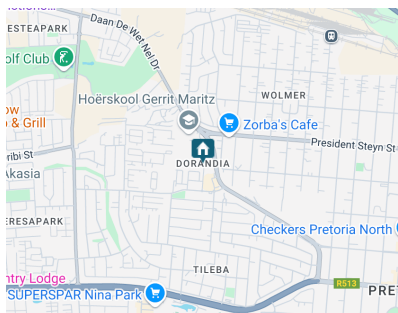 emotions...
Daan De Wet Nel Dr
ESTEAPARK
olf Club
WOLMER
Hoërskool Gerrit Maritz
ow
o & Grill
Zorba's Cafe
President Steyn St
ribi St
DORANDIA
Akasia
ERESAPARK
Checkers Pretoria North
TILEBA
ntry Lodge
R513
PRET
SUPERSPAR Nina Park